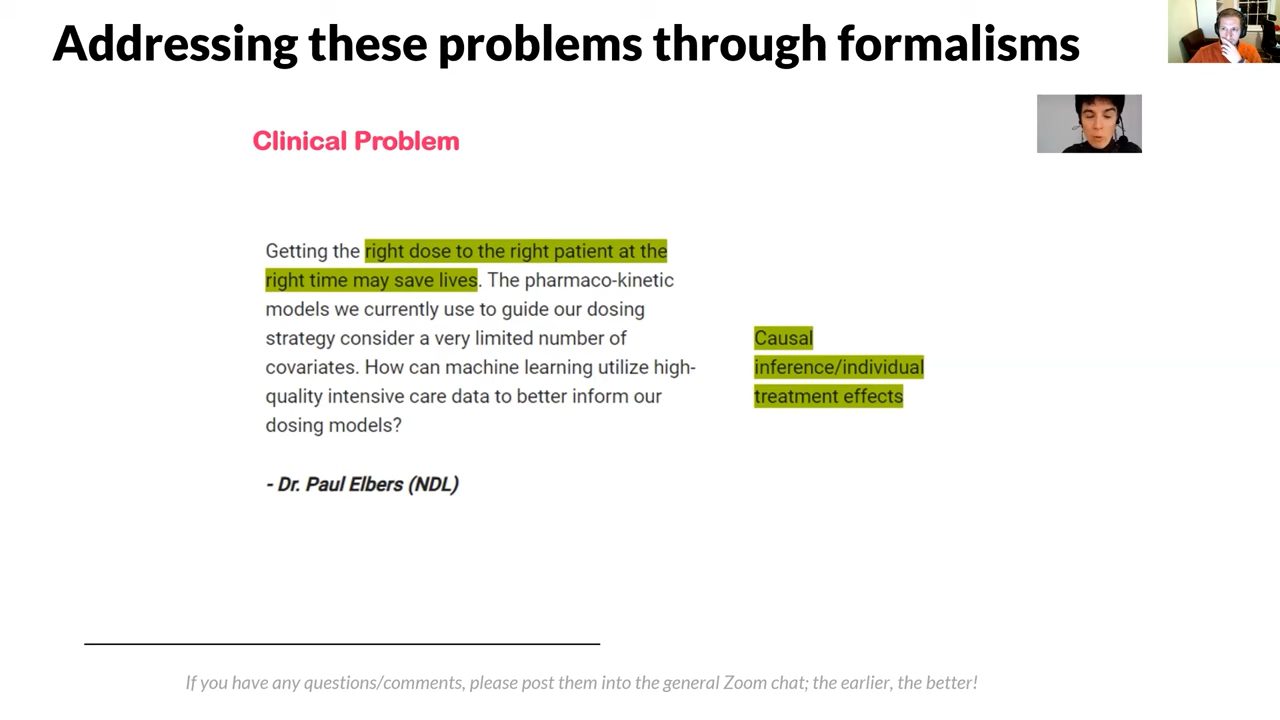 Addressing these problems through formalisms
Clinical Problem
Getting the right dose to the right patient at the
right time may save lives. The pharmaco-kinetic
models we currently use to guide our dosing
strategy consider a very limited number of
covariates. How can machine learning utilize high-
quality intensive care data to better inform our
dosing models?
- Dr. Paul Elbers (NDL)
Causal
inference/individual
treatment effects
If you have any questions/comments, please post them into the general Zoom chat; the earlier, the better!